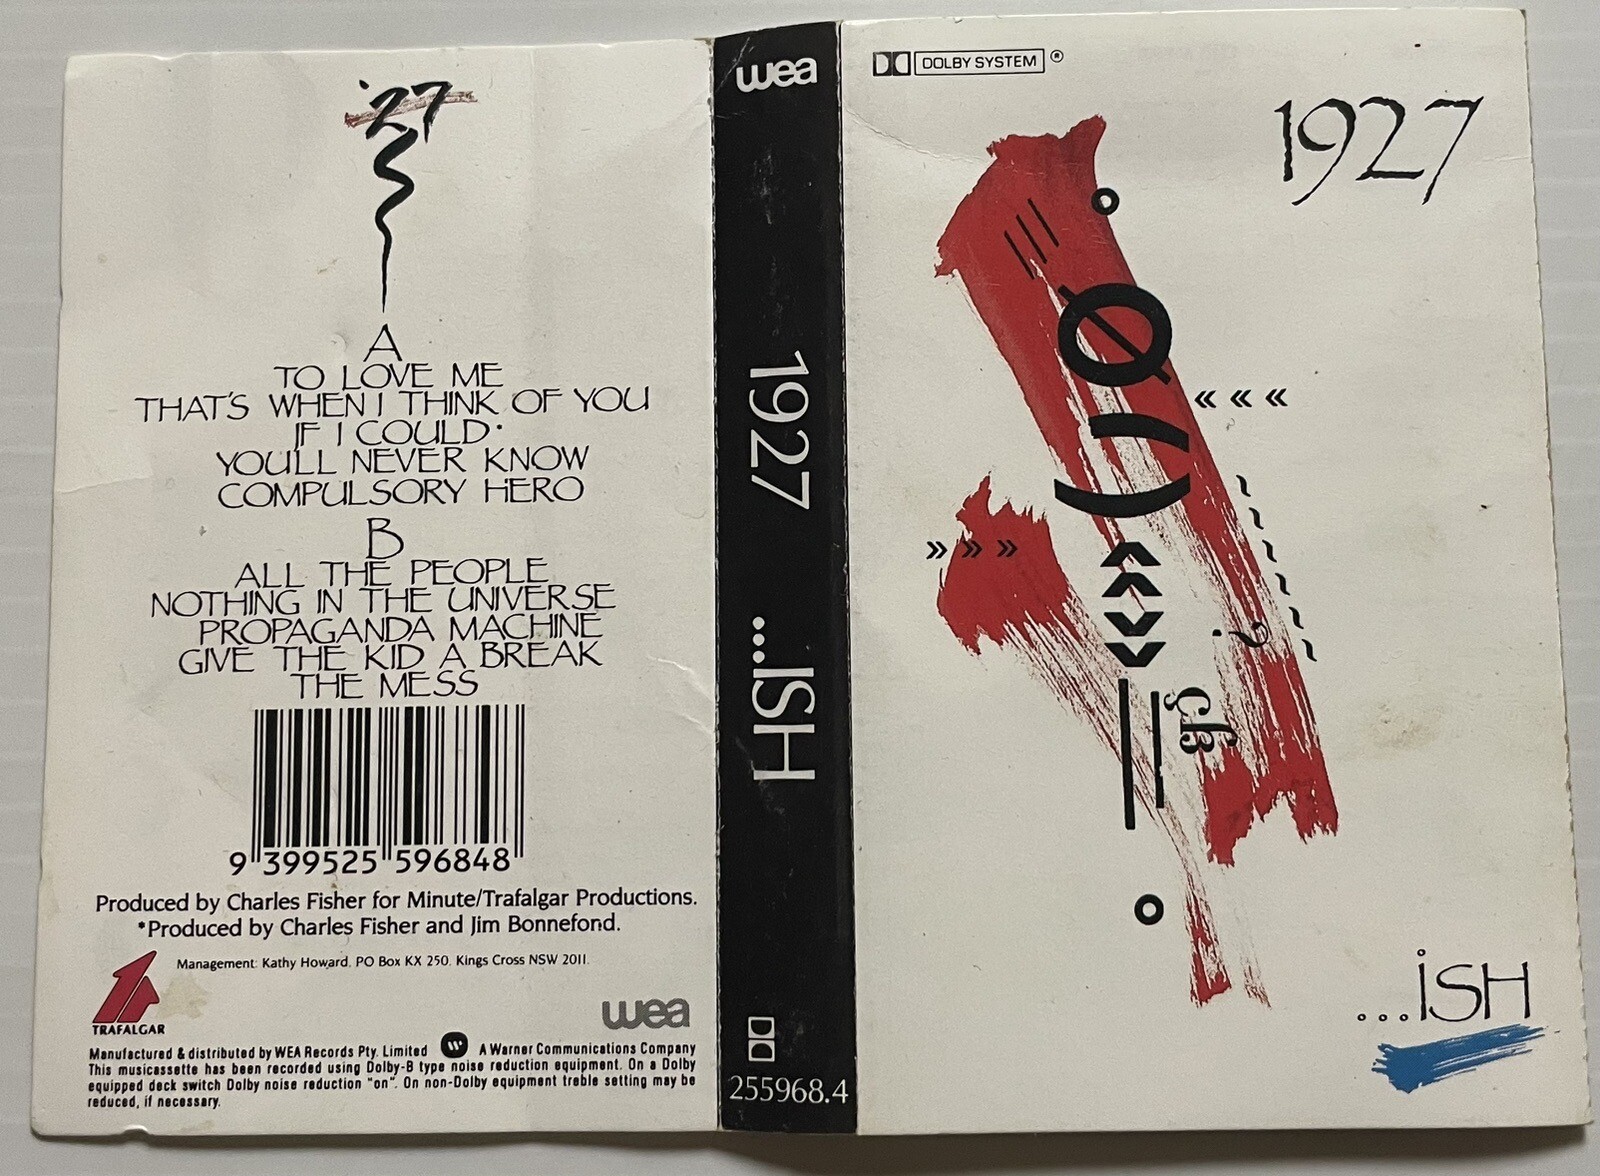 '27
A
TO LOVE ME
THAT'S WHEN I THINK OF YOU
IF I COULD*
YOU'LL NEVER KNOW
COMPULSORY HERO
B
ALL THE PEOPLE
NOTHING IN THE UNIVERSE
PROPAGANDA MACHINE
GIVE THE KID A BREAK
THE MESS
9 399525 596848
Produced by Charles Fisher for Minute/Trafalgar Productions.
*Produced by Charles Fisher and Jim Bonnefond.
Management: Kathy Howard. PO Box KX 250. Kings Cross NSW 2011.
TRAFALGAR
wea
Manufactured & distributed by WEA Records Pty. Limited W A Warner Communications Company
This musicassette has been recorded using Dolby-B type noise reduction equipment. On a Dolby
equipped deck switch Dolby noise reduction "on". On non-Dolby equipment treble setting may be
reduced, if necessary.
wea
1927 ...ISH
255968.4
DOLBY SYSTEM ®
1927
« « «
» » »
...iSH